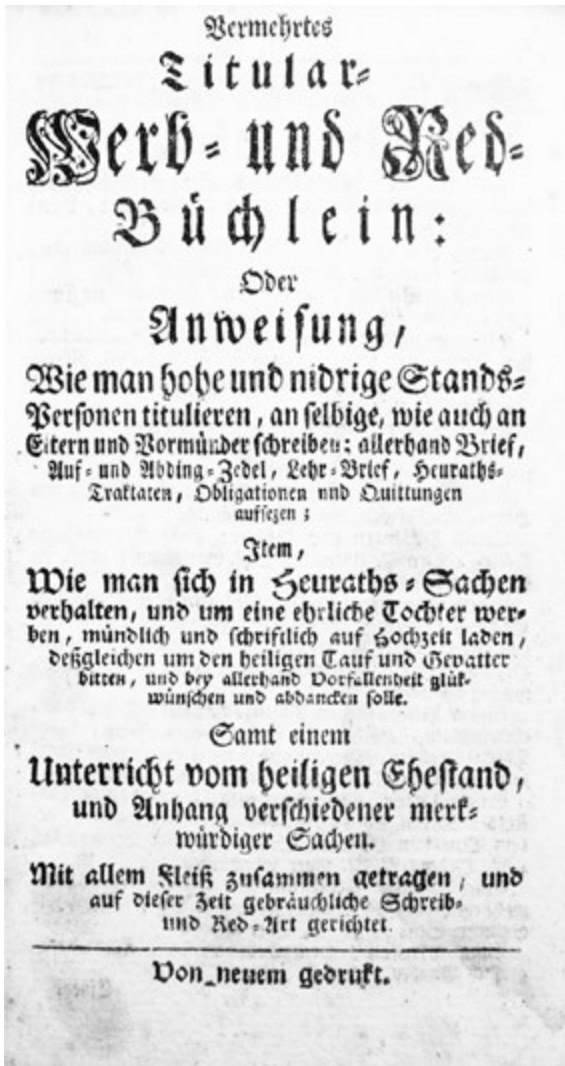 Vermehrtes
Titular-
Werb- und Red-
Büchlein:
Oder
Anweisung,
Wie man hohe und nidrige Stands-
Personen titulieren, an selbige, wie auch an
Eltern und Vormünder schreiben: allerhand Brief,
Auf- und Abding-Zedel, Lehr-Brief, Heuraths-
Traktaten, Obligationen und Quittungen
aufsezen;
Item,
Wie man sich in Heuraths-Sachen
verhalten, und um eine ehrliche Tochter wer-
ben, mündlich und schriftlich auf Hochzeit laden,
deßgleichen um den heiligen Tauf und Gevatter
bitten, und bey allerhand Vorfallenheit glük-
wünschen und abdancken solle.
Samt einem
Unterricht vom heiligen Ehestand,
und Anhang verschiedener merk-
würdiger Sachen.
Mit allem Fleiß zusammen getragen, und
auf dieser Zeit gebräuchliche Schreib-
und Red-Art gerichtet.
Von neuem gedrukt.